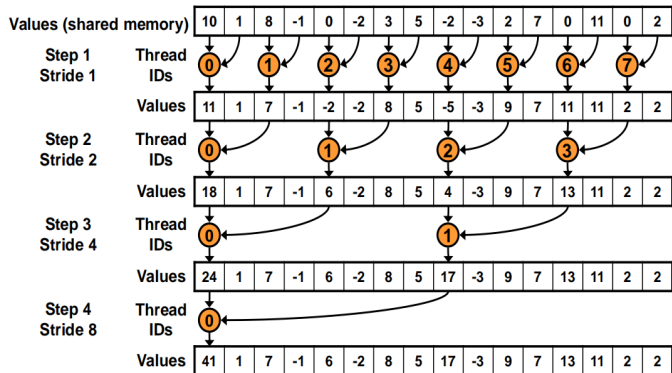 Values (shared memory) 10 1 8 -1 0 -2 3 5 -2 -3 2 7 0 11 0 2
Step 1 Thread
Stride 1 IDs
0 1 2 3 4 5 6 7
Values 11 1 7 -1 -2 -2 8 5 -5 -3 9 7 11 11 2 2
Step 2 Thread
Stride 2 IDs
0 1 2 3
Values 18 1 7 -1 6 -2 8 5 4 -3 9 7 13 11 2 2
Step 3 Thread
Stride 4 IDs
0 1
Values 24 1 7 -1 6 -2 8 5 17 -3 9 7 13 11 2 2
Step 4 Thread
Stride 8 IDs
0
Values 41 1 7 -1 6 -2 8 5 17 -3 9 7 13 11 2 2